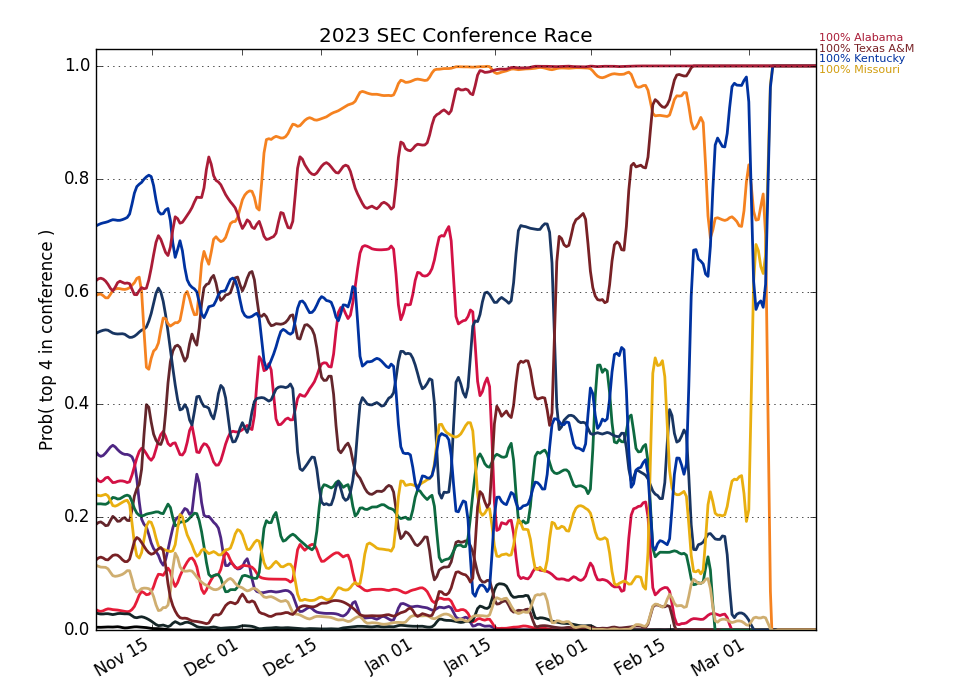 2023 SEC Conference Race
100% Alabama
100% Texas A&M
100% Kentucky
100% Missouri
1.0
0.8
0.6
0.4
0.2
0.0
Prob( top 4 in conference )
Nov 15
Dec 01
Dec 15
Jan 01
Jan 15
Feb 01
Feb 15
Mar 01